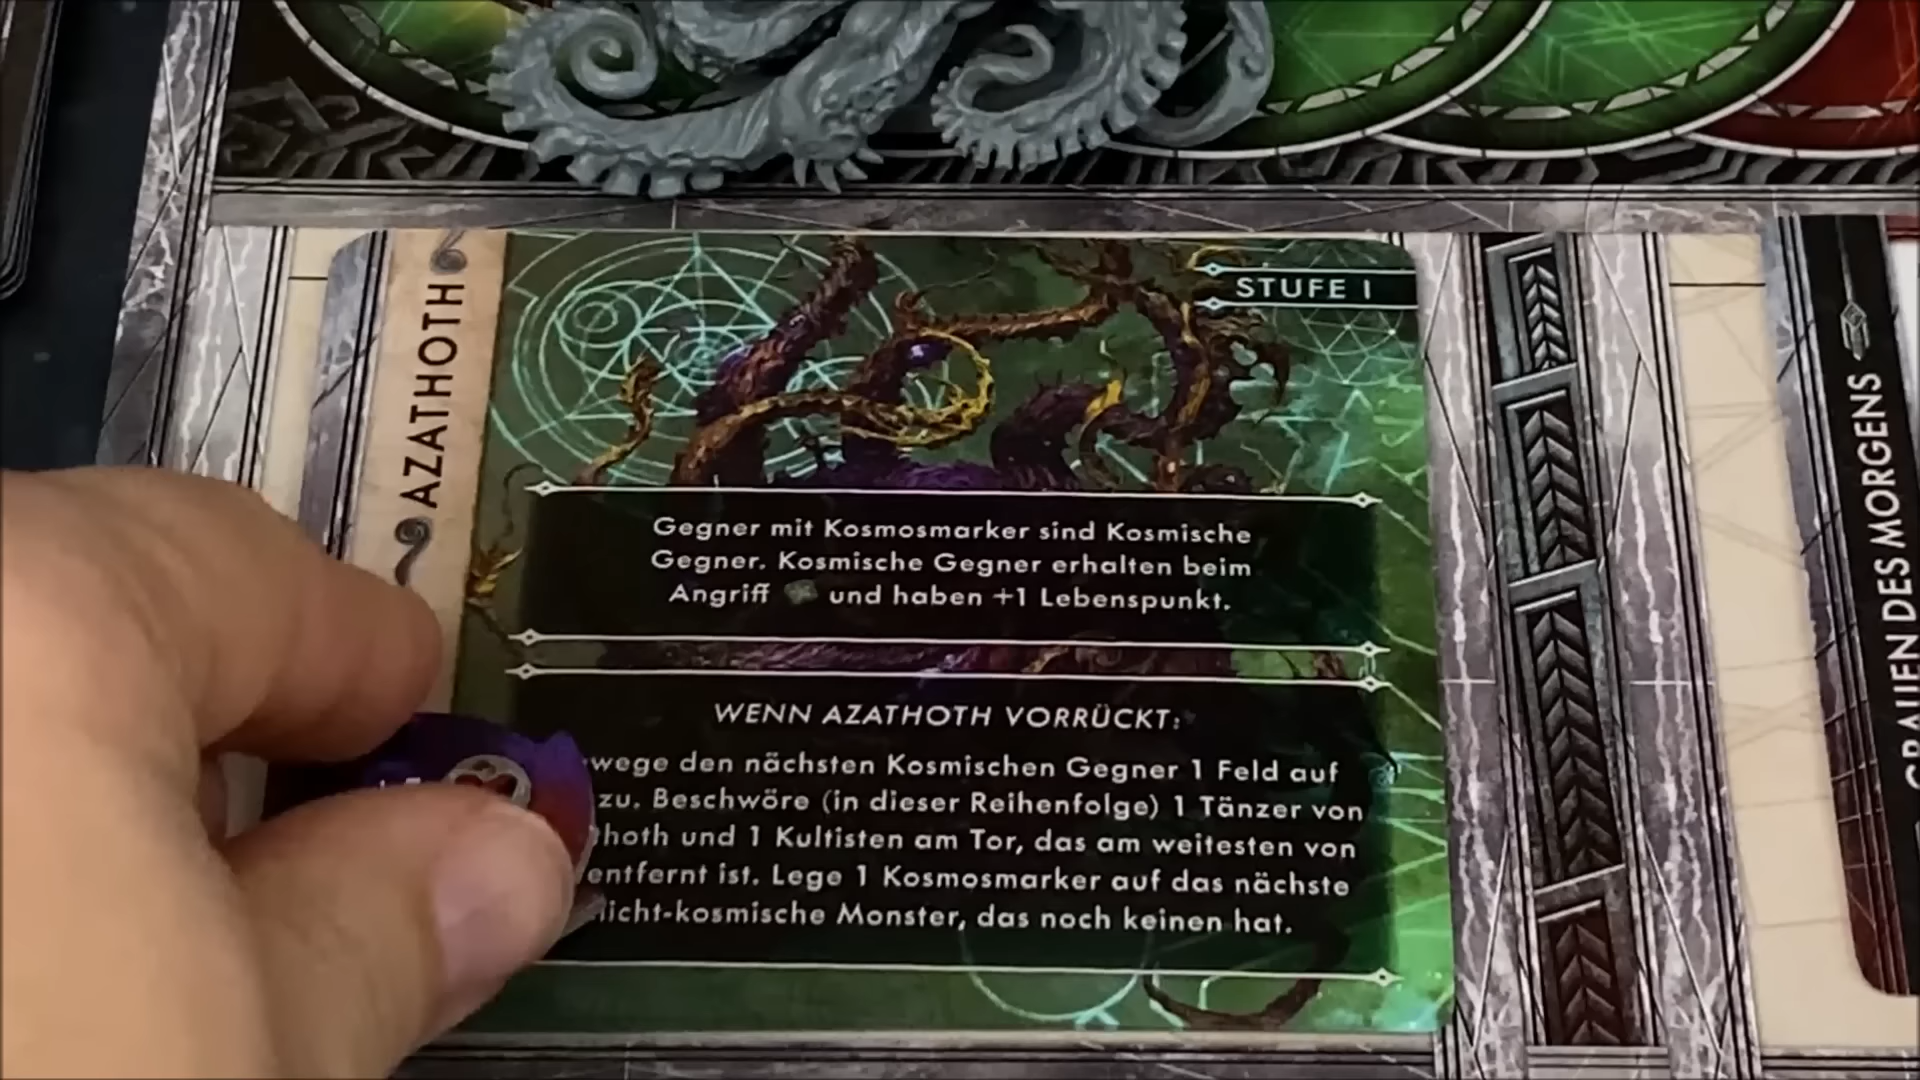 AZATHOTH
STUFE I
Gegner mit Kosmosmarker sind Kosmische
Gegner. Kosmische Gegner erhalten beim
Angriff und haben +1 Lebenspunkt.
WENN AZATHOTH VORRÜCKT:
wege den nächsten Kosmischen Gegner 1 Feld auf
zu. Beschwöre (in dieser Reihenfolge) 1 Tänzer von
hoth und 1 Kultisten am Tor, das am weitesten von
entfernt ist. Lege 1 Kosmosmarker auf das nächste
nicht-kosmische Monster, das noch keinen hat.
GRAUEN DES MORGENS